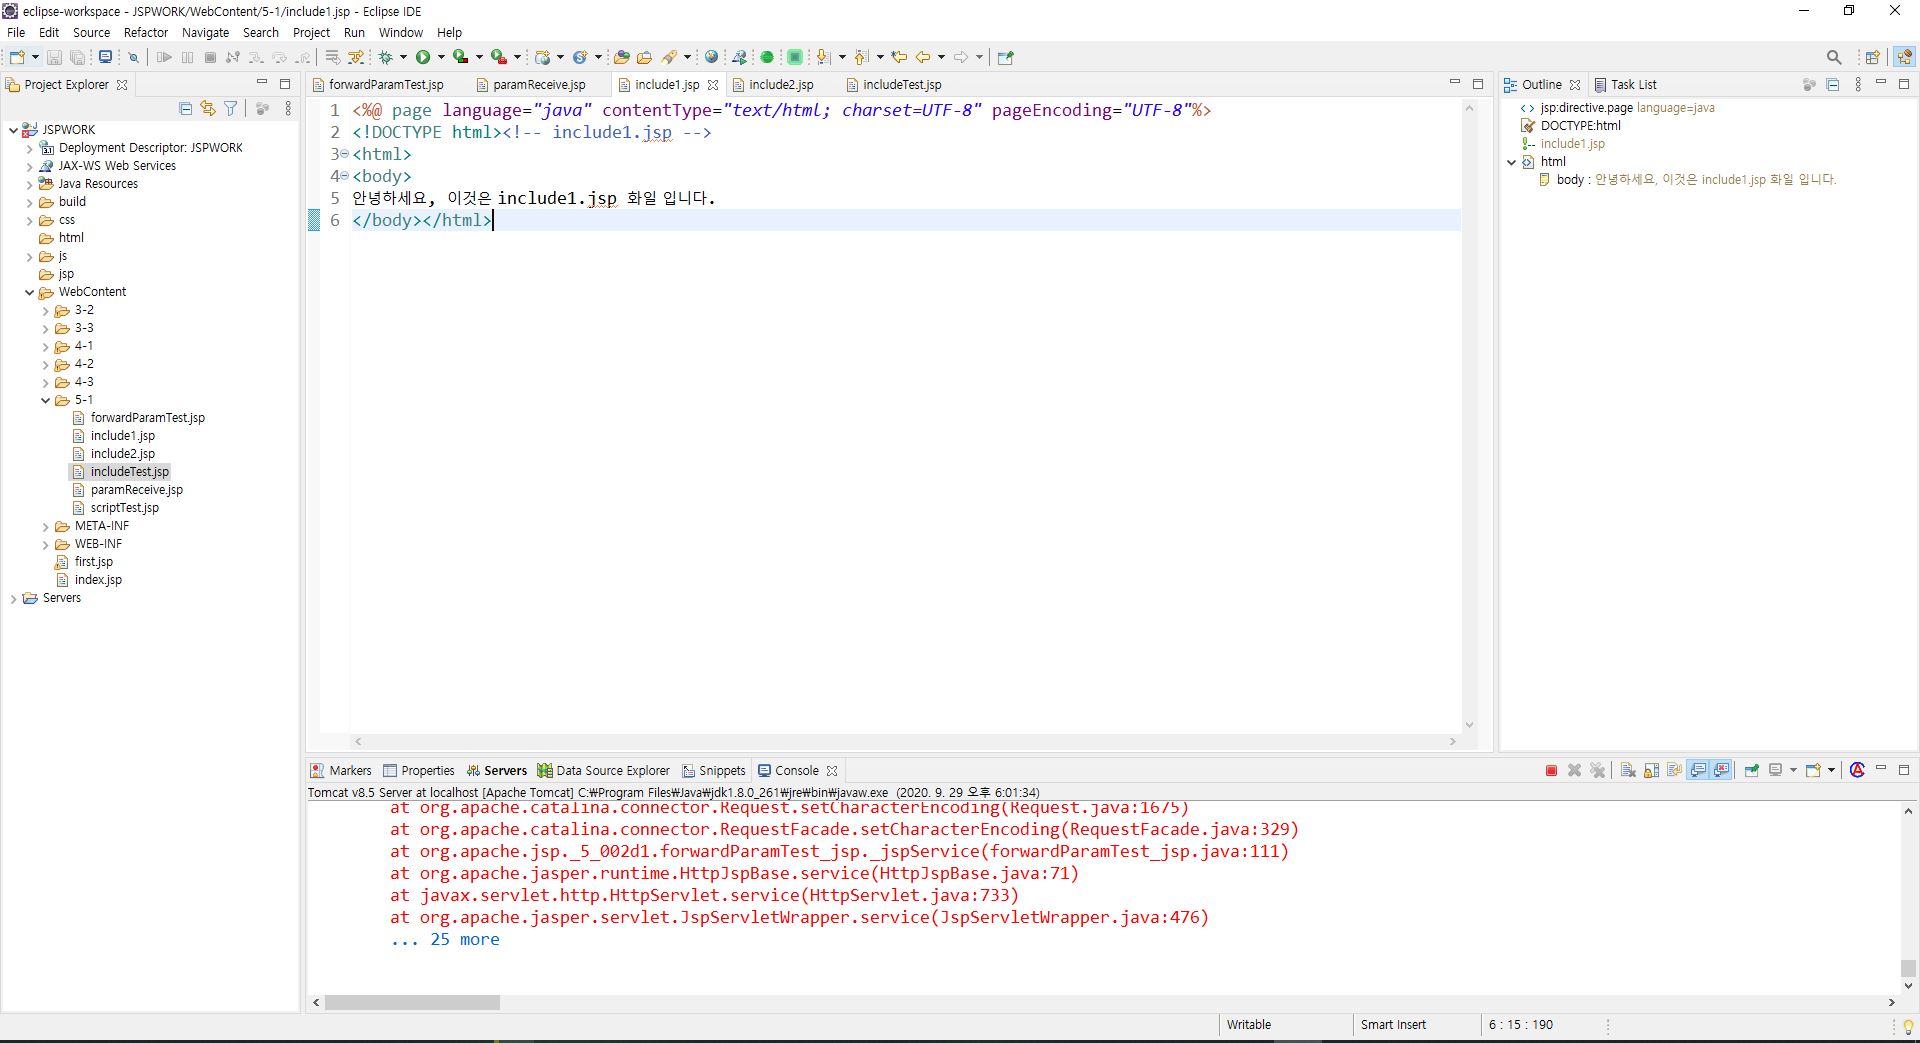 eclipse-workspace - JSPWORK/WebContent/5-1/include1.jsp - Eclipse IDE
File Edit Source Refactor Navigate Search Project Run Window Help
Project Explorer
JSPWORK
Deployment Descriptor: JSPWORK
JAX-WS Web Services
Java Resources
build
css
html
js
jsp
WebContent
3-2
3-3
4-1
4-2
4-3
5-1
forwardParamTest.jsp
include1.jsp
include2.jsp
includeTest.jsp
paramReceive.jsp
scriptTest.jsp
META-INF
WEB-INF
first.jsp
index.jsp
Servers
forwardParamTest.jsp paramReceive.jsp include1.jsp include2.jsp includeTest.jsp
1 <%@ page language="java" contentType="text/html; charset=UTF-8" pageEncoding="UTF-8"%>
2 <!DOCTYPE html><!-- include1.jsp -->
3 <html>
4 <body>
5 안녕하세요, 이것은 include1.jsp 화일 입니다.
6 </body></html>
Outline Task List
jsp:directive.page language=java
DOCTYPE:html
include1.jsp
html
body : 안녕하세요, 이것은 include1.jsp 화일 입니다.
Markers Properties Servers Data Source Explorer Snippets Console
Tomcat v8.5 Server at localhost [Apache Tomcat] C:₩Program Files₩Java₩jdk1.8.0_261₩jre₩bin₩javaw.exe (2020. 9. 29 오후 6:01:34)
at org.apache.catalina.connector.Request.setCharacterEncoding(Request.java:1675)
at org.apache.catalina.connector.RequestFacade.setCharacterEncoding(RequestFacade.java:329)
at org.apache.jsp._5_002d1.forwardParamTest_jsp._jspService(forwardParamTest_jsp.java:111)
at org.apache.jasper.runtime.HttpJspBase.service(HttpJspBase.java:71)
at javax.servlet.http.HttpServlet.service(HttpServlet.java:733)
at org.apache.jasper.servlet.JspServletWrapper.service(JspServletWrapper.java:476)
... 25 more
Writable Smart Insert 6 : 15 : 190